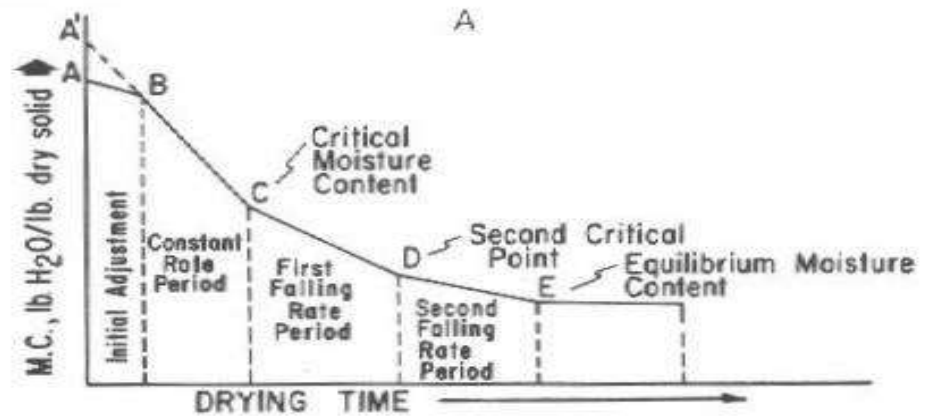 A
A'
A
B
Critical
Moisture
Content
C
Second Critical
Point
D
Equilibrium Moisture
Content
E
M.C., lb. H₂O/lb. dry solid
Initial Adjustment
Constant
Rate
Period
First
Falling
Rate
Period
Second
Falling
Rate
Period
DRYING TIME